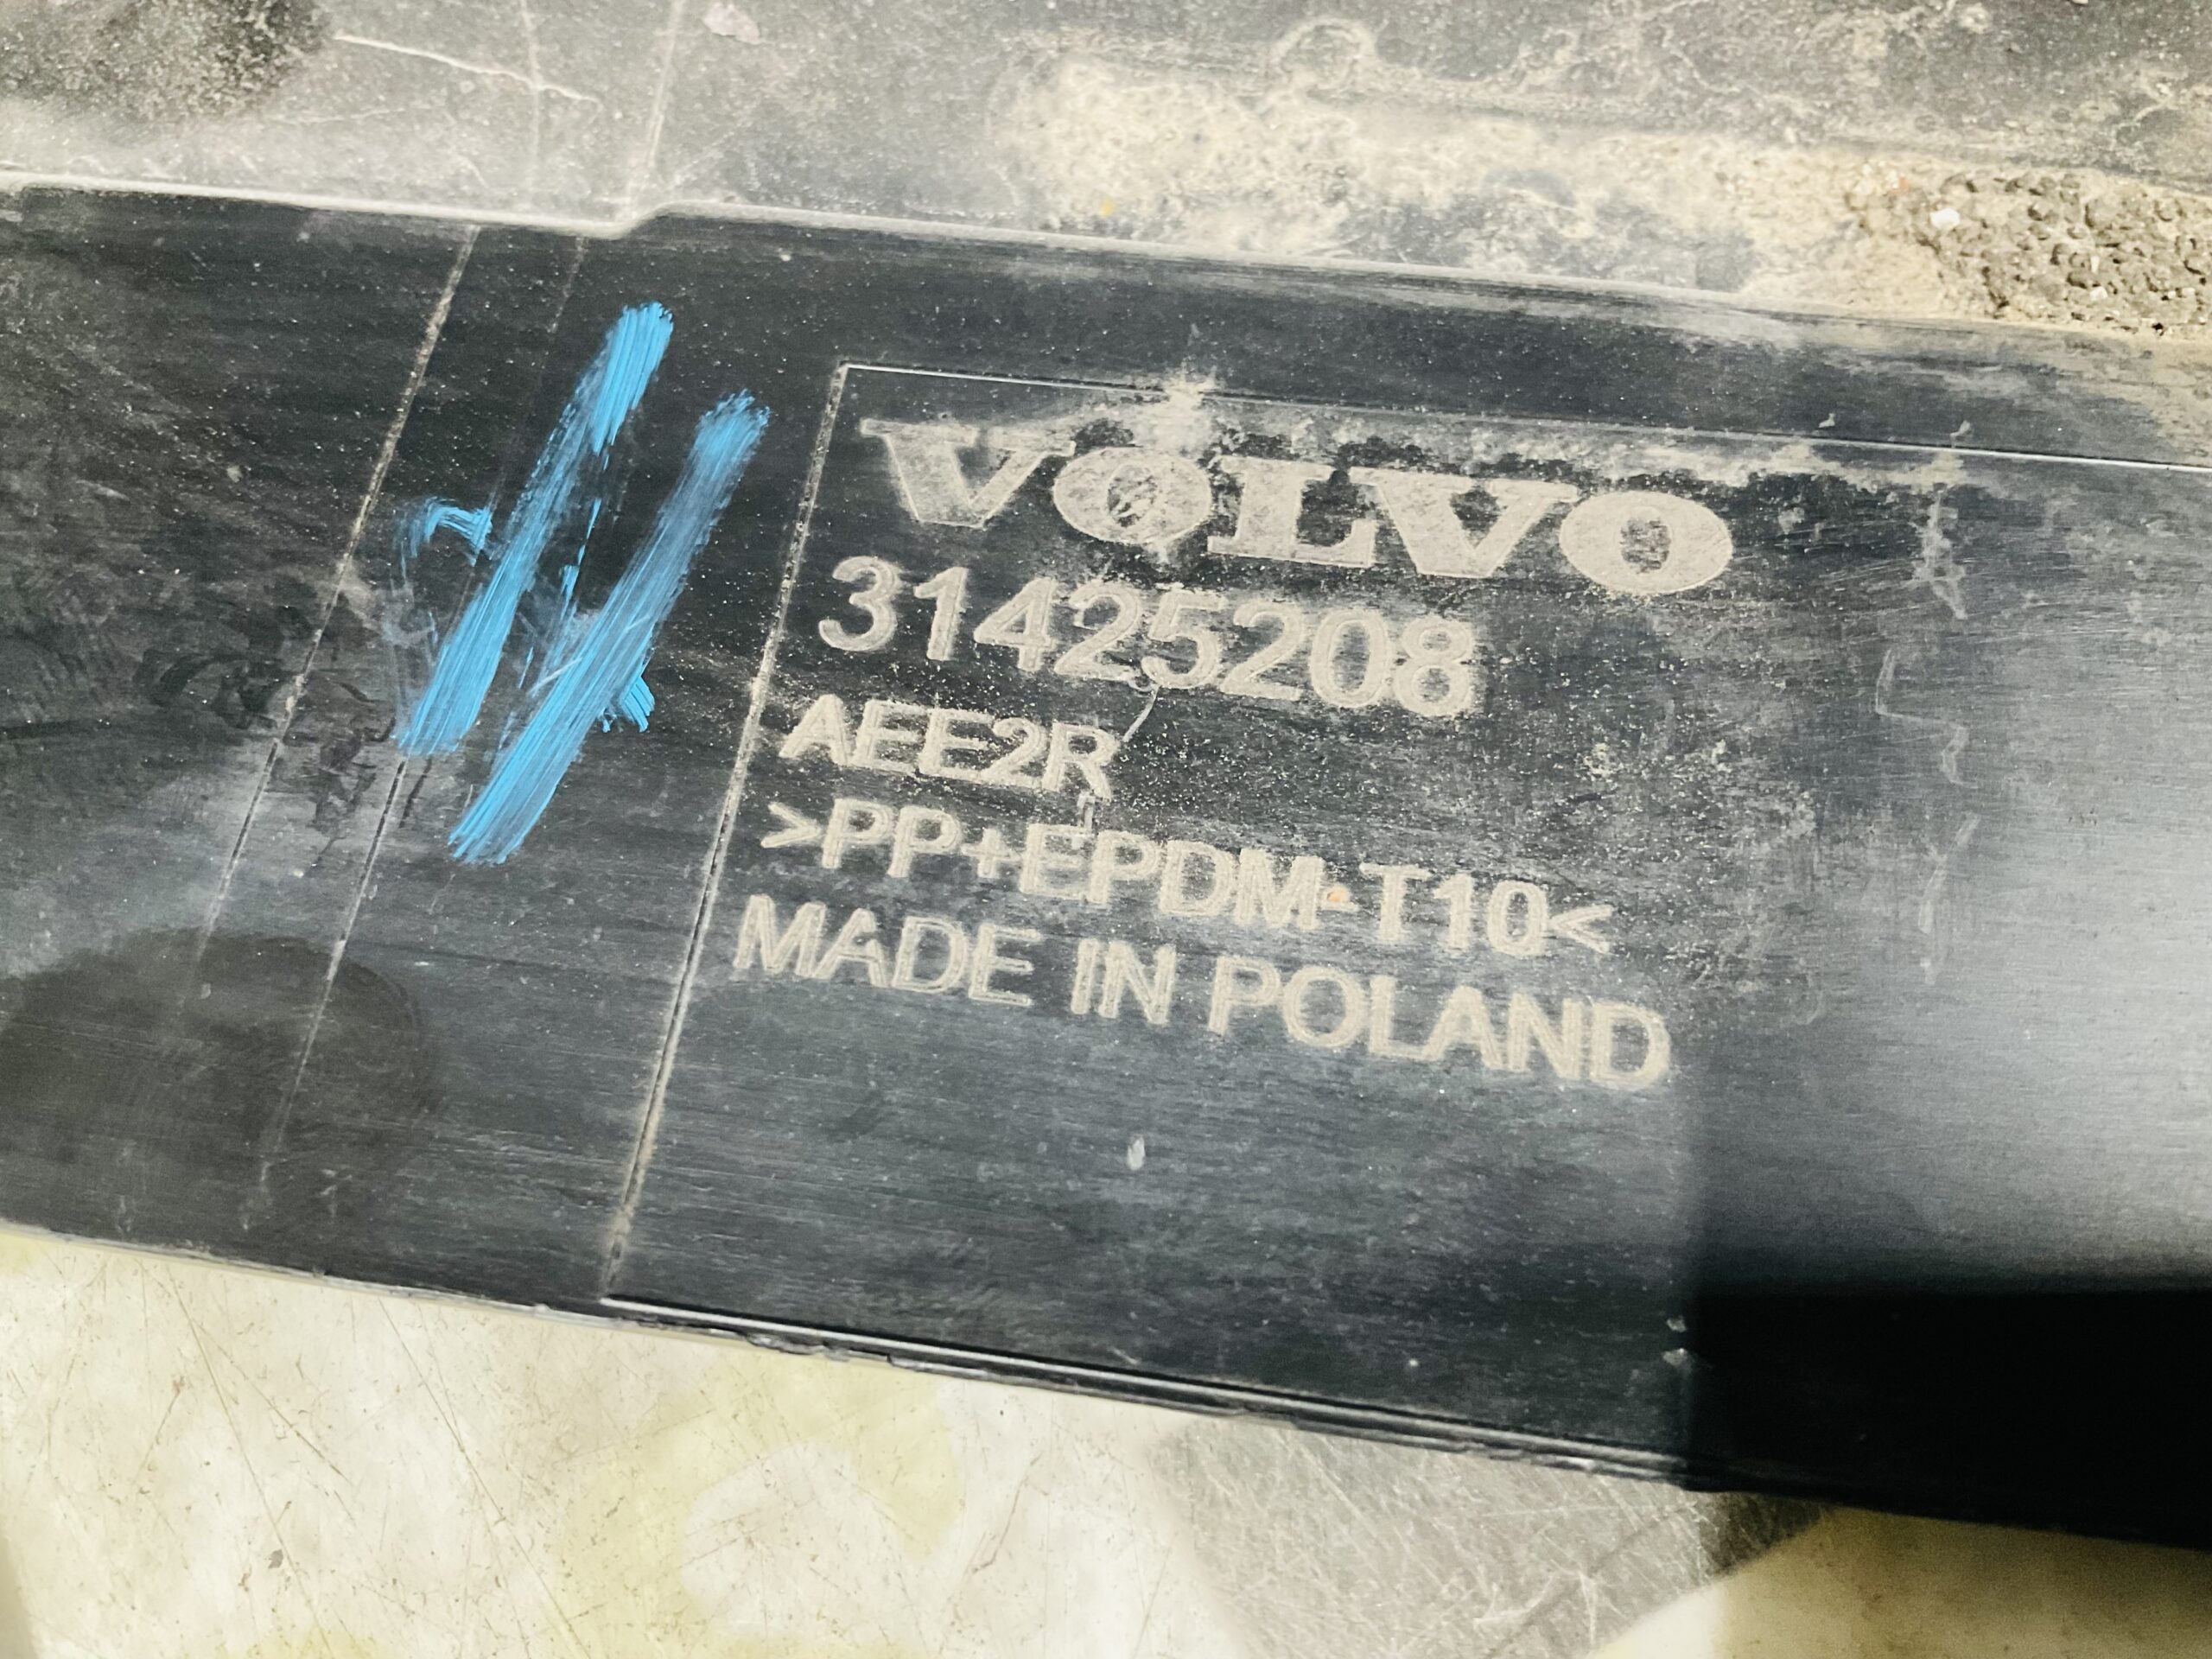 VOLVO
31425208
AEE2R
>PP+EPDM-T10<
MADE IN POLAND